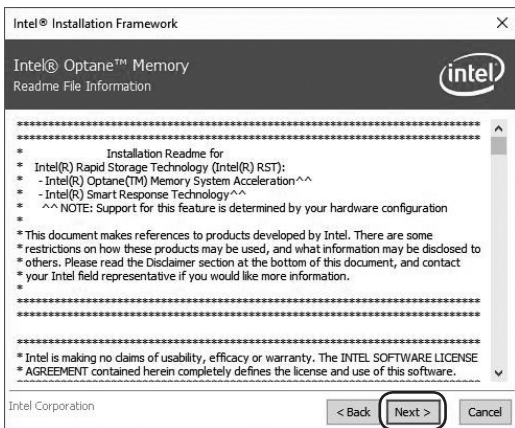 Intel® Installation Framework
Intel® Optane™ Memory
Readme File Information
intel
********************************************************************************
********************************************************************************
* Installation Readme for
* Intel(R) Rapid Storage Technology (Intel(R) RST):
* - Intel(R) Optane(TM) Memory System Acceleration^^
* - Intel(R) Smart Response Technology^^
* ^^ NOTE: Support for this feature is determined by your hardware configuration
*
* This document makes references to products developed by Intel. There are some
* restrictions on how these products may be used, and what information may be disclosed to
* others. Please read the Disclaimer section at the bottom of this document, and contact
* your Intel field representative if you would like more information.
*
********************************************************************************
********************************************************************************
********************************************************************************
* Intel is making no claims of usability, efficacy or warranty. The INTEL SOFTWARE LICENSE
* AGREEMENT contained herein completely defines the license and use of this software.
********************************************************************************
Intel Corporation
< Back Next > Cancel